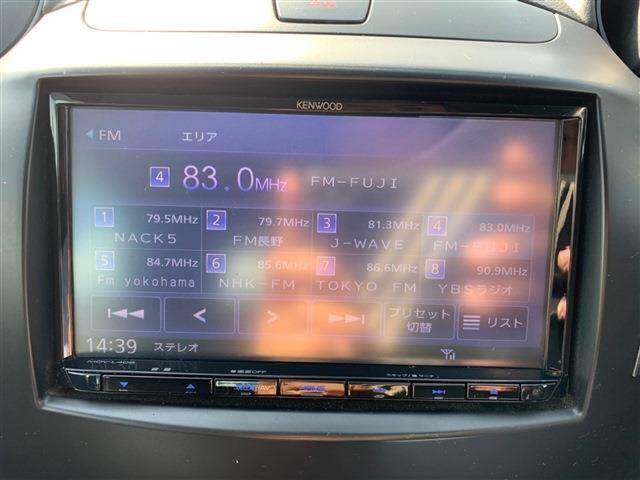 KENWOOD
FM エリア
4 83.0MHz FM-FUJI
1 79.5MHz 2 79.7MHz 3 81.3MHz 4 83.0MHz
NACK5 FM長野 J-WAVE FM-FUJI
5 84.7MHz 6 85.6MHz 7 86.6MHz 8 90.9MHz
Fm yokohama NHK-FM TOKYO FM YBSラジオ
プリセット
切替 リスト
14:39 ステレオ